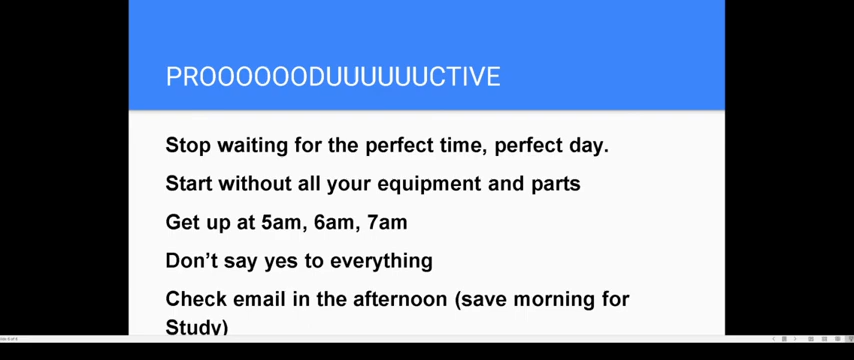 PROOOOOODUUUUUUCTIVE
Stop waiting for the perfect time, perfect day.
Start without all your equipment and parts
Get up at 5am, 6am, 7am
Don’t say yes to everything
Check email in the afternoon (save morning for
Study)